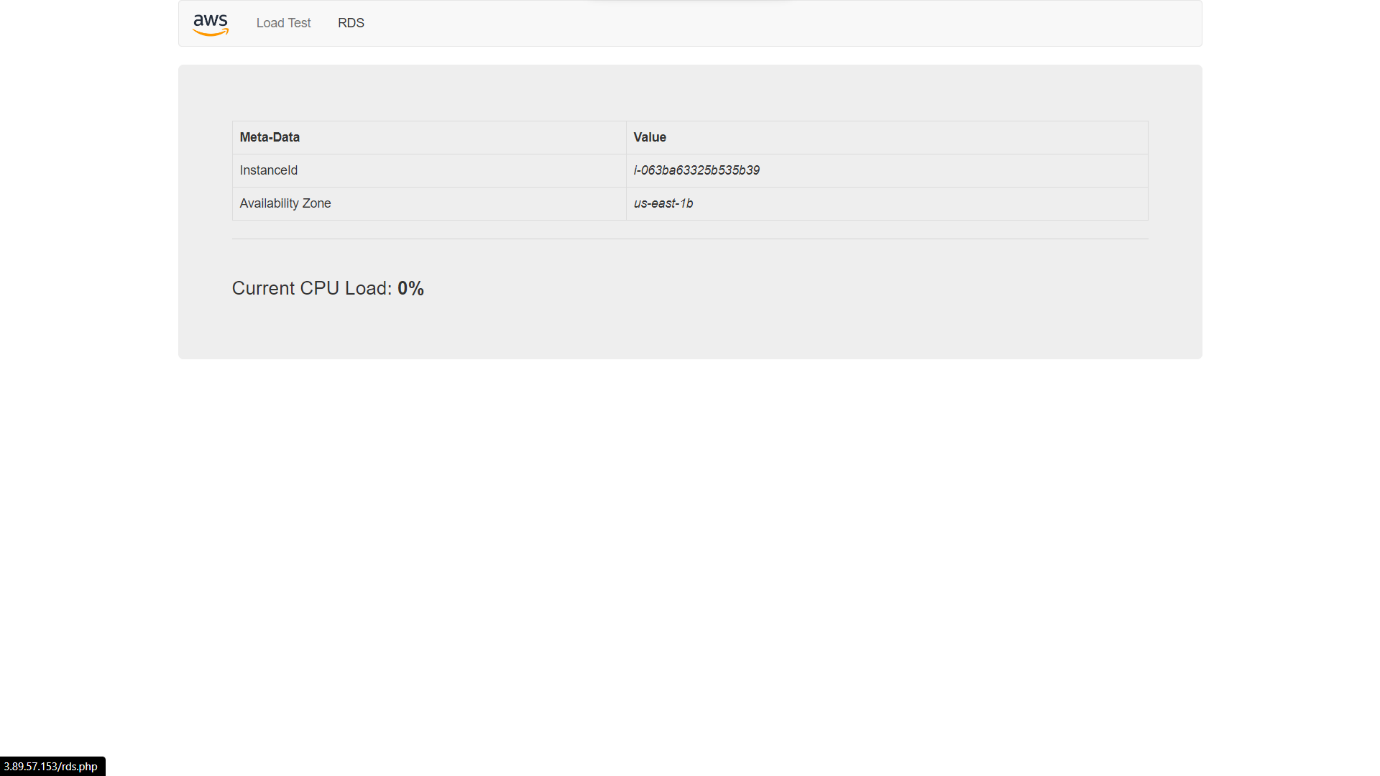 aws Load Test RDS
Meta-Data Value
InstanceId i-063ba63325b535b39
Availability Zone us-east-1b
Current CPU Load: 0%
3.89.57.153/rds.php